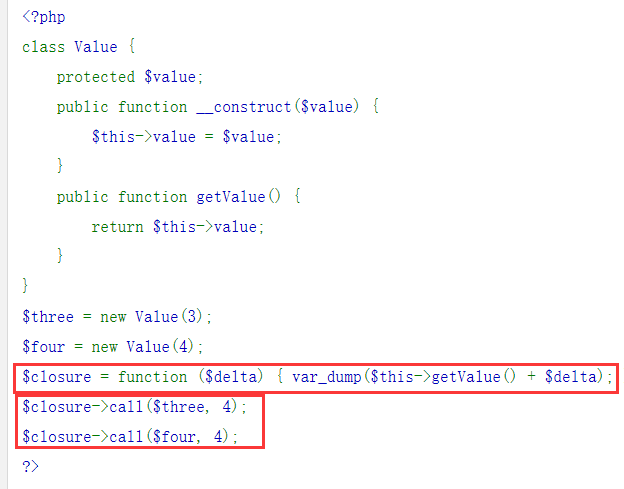 <?php
class Value {
    protected $value;
    public function __construct($value) {
        $this->value = $value;
    }
    public function getValue() {
        return $this->value;
    }
}
$three = new Value(3);
$four = new Value(4);
$closure = function ($delta) { var_dump($this->getValue() + $delta);
$closure->call($three, 4);
$closure->call($four, 4);
?>